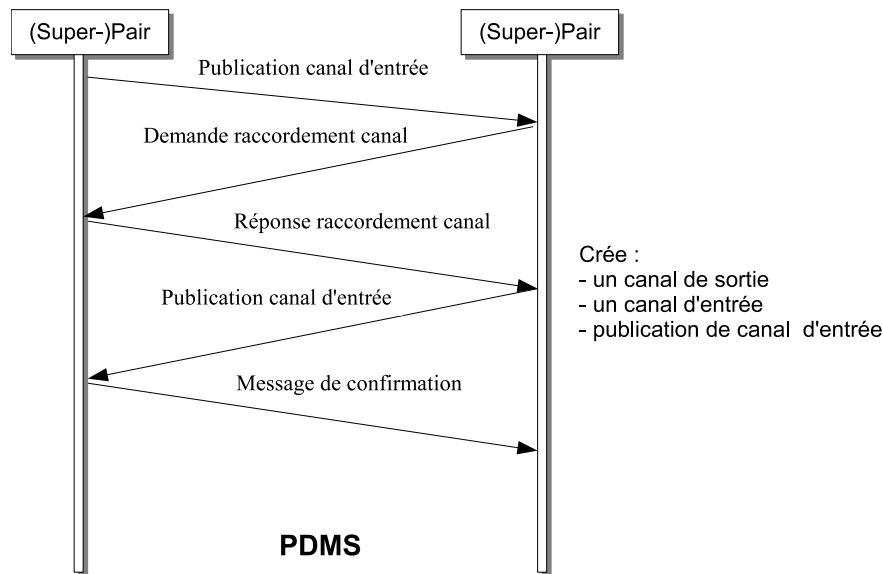 (Super-)Pair
(Super-)Pair
Publication canal d'entrée
Demande raccordement canal
Réponse raccordement canal
Crée :
- un canal de sortie
- un canal d'entrée
- publication de canal d'entrée
Publication canal d'entrée
Message de confirmation
PDMS